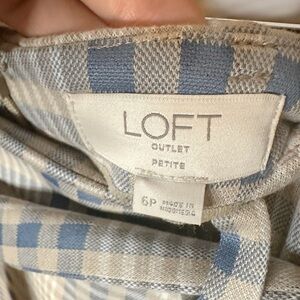 LOFT
OUTLET
PETITE
6P
MADE IN
INDONESIA